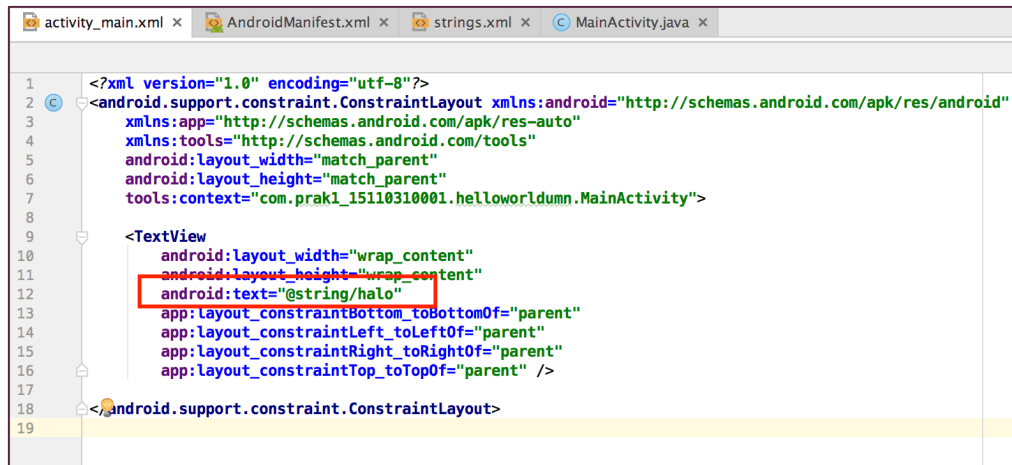 activity_main.xml × AndroidManifest.xml × strings.xml × C MainActivity.java ×
1 <?xml version="1.0" encoding="utf-8"?>
2 C <android.support.constraint.ConstraintLayout xmlns:android="http://schemas.android.com/apk/res/android"
3 xmlns:app="http://schemas.android.com/apk/res-auto"
4 xmlns:tools="http://schemas.android.com/tools"
5 android:layout_width="match_parent"
6 android:layout_height="match_parent"
7 tools:context="com.prak1_15110310001.helloworldumn.MainActivity">
8
9 <TextView
10 android:layout_width="wrap_content"
11 android:layout_height="wrap_content"
12 android:text="@string/halo"
13 app:layout_constraintBottom_toBottomOf="parent"
14 app:layout_constraintLeft_toLeftOf="parent"
15 app:layout_constraintRight_toRightOf="parent"
16 app:layout_constraintTop_toTopOf="parent" />
17
18 </android.support.constraint.ConstraintLayout>
19